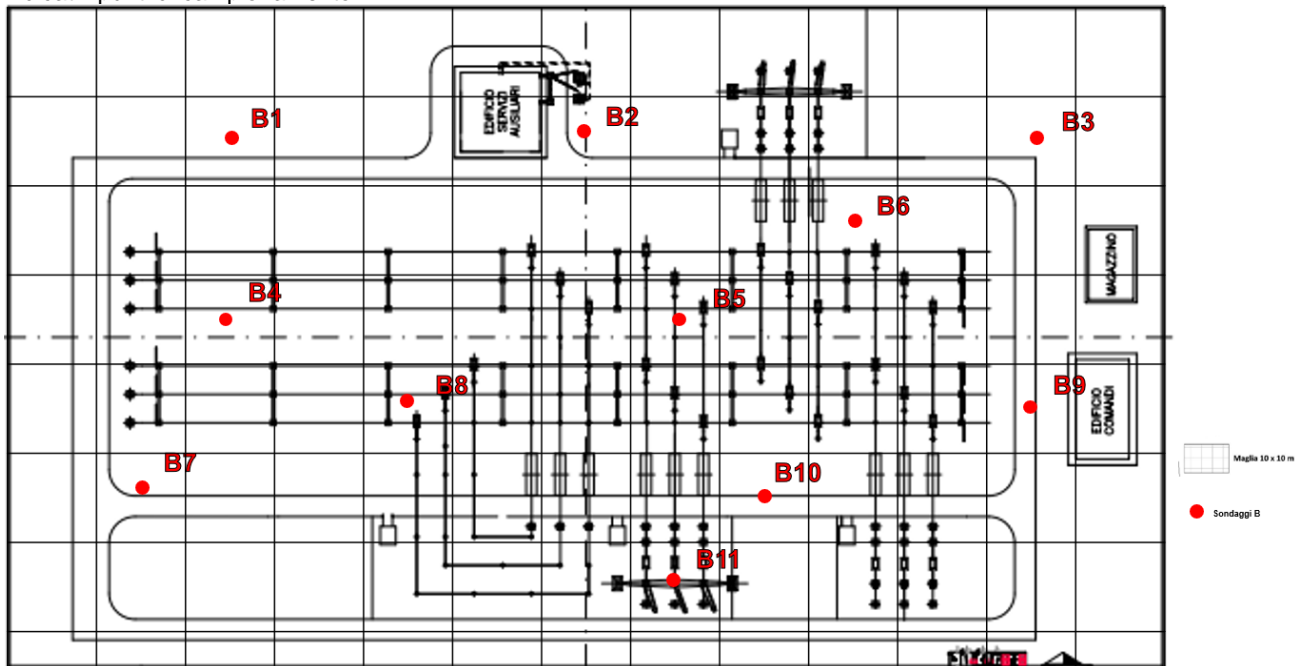 EDIFICIO
SERVIZI
AUSILIARI
B1
B2
B3
B6
MAGAZZINO
B4
B5
B8
B9
EDIFICIO
COMANDI
B7
B10
Maglia 10 x 10 m
Sondaggi B
B11